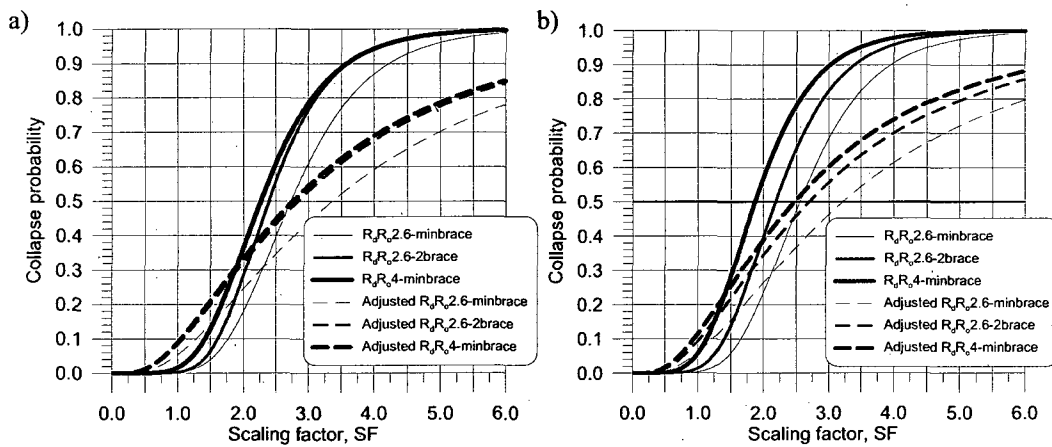 a)
Collapse probability
1.0
0.9
0.8
0.7
0.6
0.5
0.4
0.3
0.2
0.1
0.0
0.0 1.0 2.0 3.0 4.0 5.0 6.0
Scaling factor, SF
RdRo2.6-minbrace
RdRo2.6-2brace
RdRo4-minbrace
Adjusted RdRo2.6-minbrace
Adjusted RdRo2.6-2brace
Adjusted RdRo4-minbrace
b)
Collapse probability
1.0
0.9
0.8
0.7
0.6
0.5
0.4
0.3
0.2
0.1
0.0
0.0 1.0 2.0 3.0 4.0 5.0 6.0
Scaling factor, SF
RdRo2.6-minbrace
RdRo2.6-2brace
RdRo4-minbrace
Adjusted RdRo2.6-minbrace
Adjusted RdRo2.6-2brace
Adjusted RdRo4-minbrace